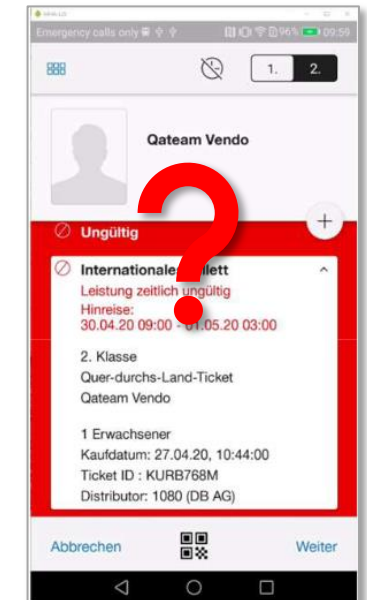 Emergency calls only
96% 09:59
1. 2.
Qateam Vendo
+
Ungültig
?
Leistung zeitlich ungültig
Hinreise:
30.04.20 09:00 - 01.05.20 03:00
2. Klasse
Quer-durchs-Land-Ticket
Qateam Vendo
1 Erwachsener
Kaufdatum: 27.04.20, 10:44:00
Ticket ID : KURB768M
Distributor: 1080 (DB AG)
Abbrechen Weiter